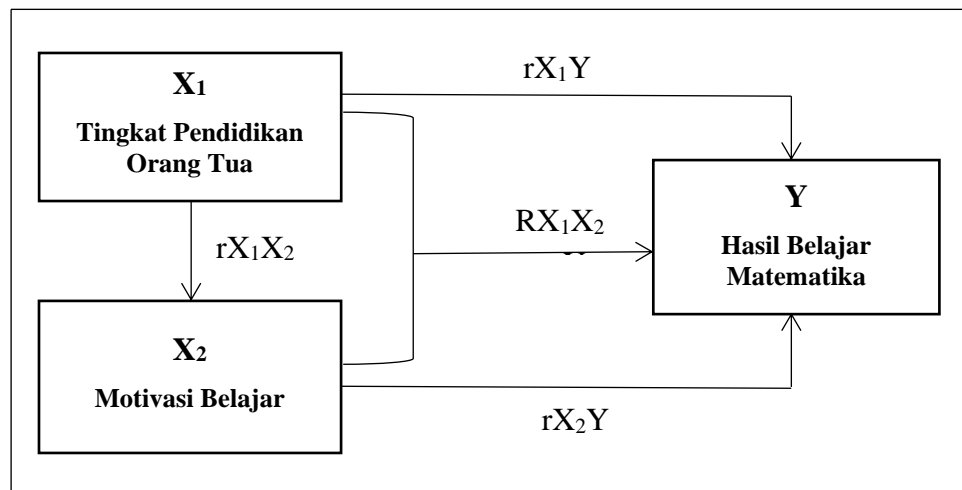 X₁
Tingkat Pendidikan
Orang Tua
rX₁Y
rX₁X₂
RX₁X₂
Y
Hasil Belajar
Matematika
X₂
Motivasi Belajar
rX₂Y